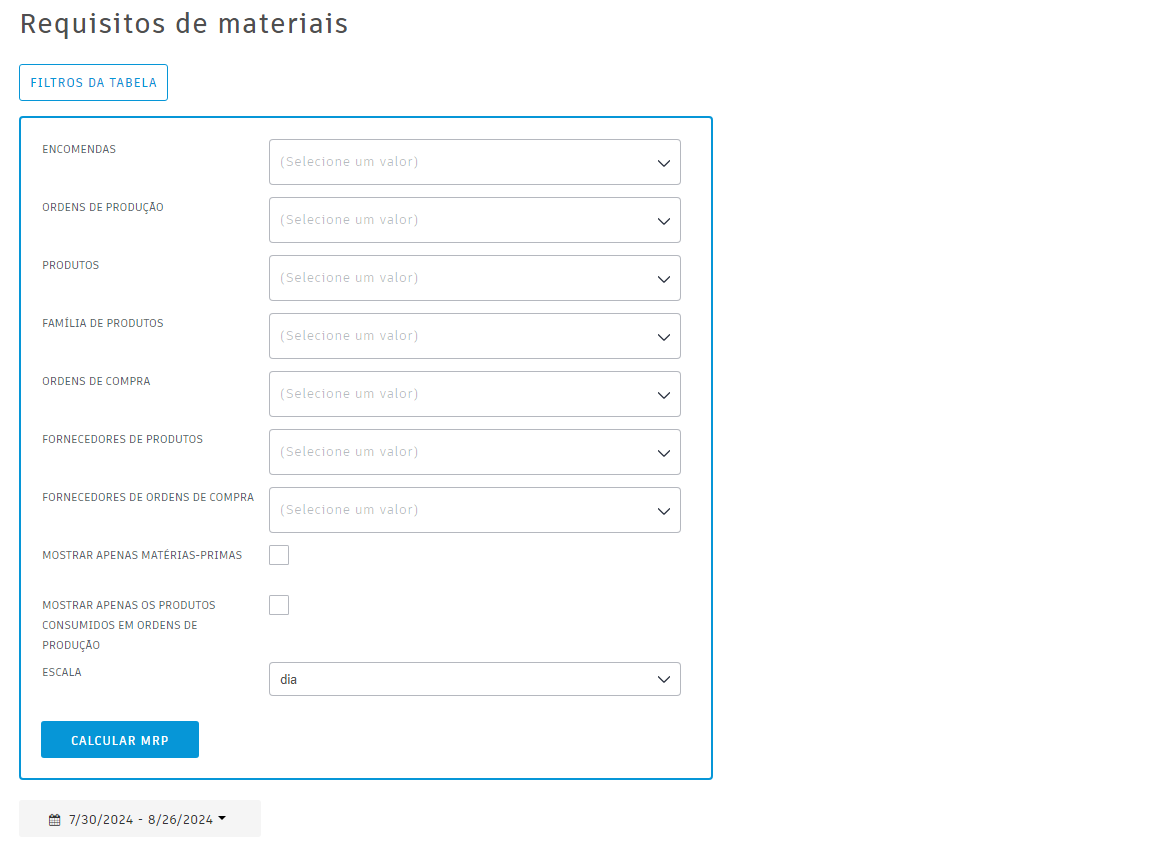 Requisitos de materiais
FILTROS DA TABELA
ENCOMENDAS
(Selecione um valor)
ORDENS DE PRODUÇÃO
(Selecione um valor)
PRODUTOS
(Selecione um valor)
FAMÍLIA DE PRODUTOS
(Selecione um valor)
ORDENS DE COMPRA
(Selecione um valor)
FORNECEDORES DE PRODUTOS
(Selecione um valor)
FORNECEDORES DE ORDENS DE COMPRA
(Selecione um valor)
MOSTRAR APENAS MATÉRIAS-PRIMAS
MOSTRAR APENAS OS PRODUTOS
CONSUMIDOS EM ORDENS DE
PRODUÇÃO
ESCALA
dia
CALCULAR MRP
7/30/2024 - 8/26/2024